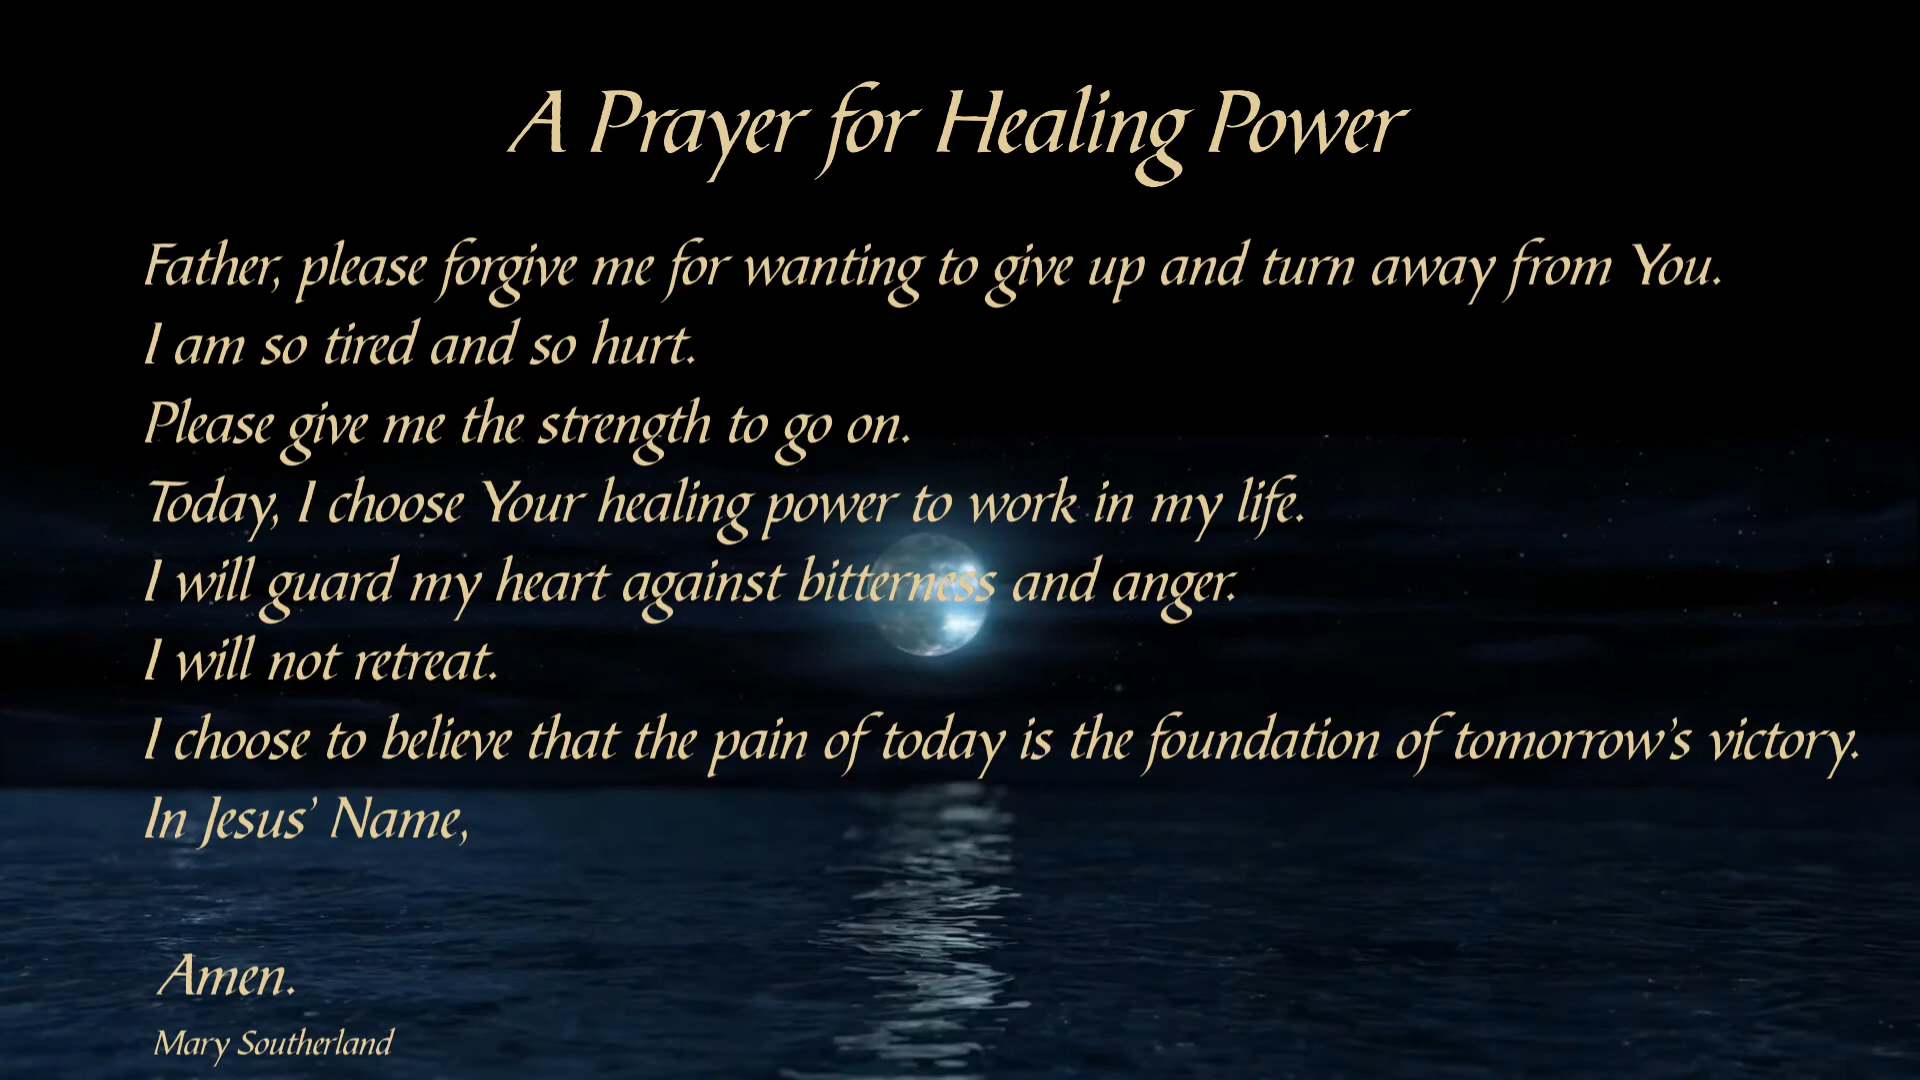 A Prayer for Healing Power
Father, please forgive me for wanting to give up and turn away from You.
I am so tired and so hurt.
Please give me the strength to go on.
Today, I choose Your healing power to work in my life.
I will guard my heart against bitterness and anger.
I will not retreat.
I choose to believe that the pain of today is the foundation of tomorrow’s victory.
In Jesus’ Name,
Amen.
Mary Southerland